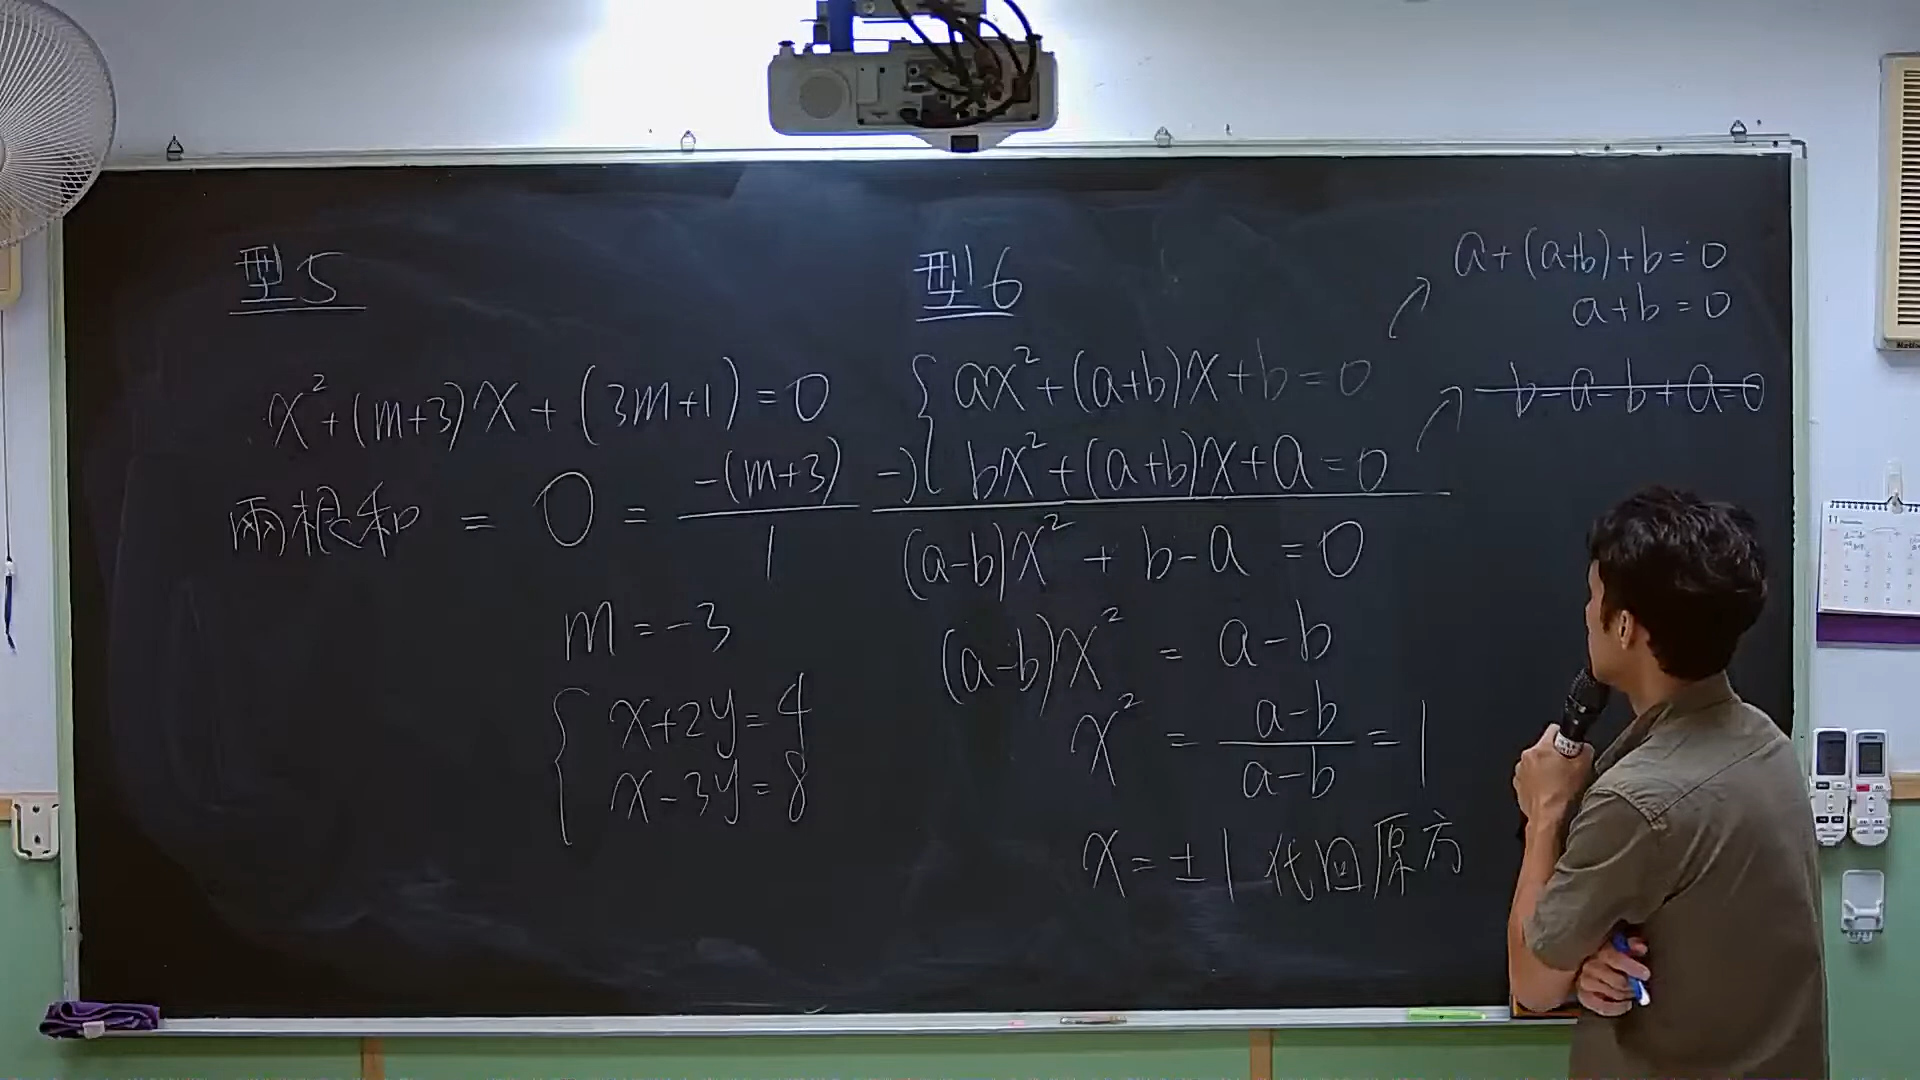 型5
x²+(m+3)x+(3m+1)=0
兩根和 = 0 = -(m+3)/1
m=-3
{ x+2y=4
x-3y=8
型6
{ ax²+(a+b)x+b=0
-){ bx²+(a+b)x+a=0
(a-b)x² + b-a =0
(a-b)x² = a-b
x² = a-b/a-b =1
x=±1 代回原方
a+(a+b)+b=0
a+b=0
b-a-b+a=0
11